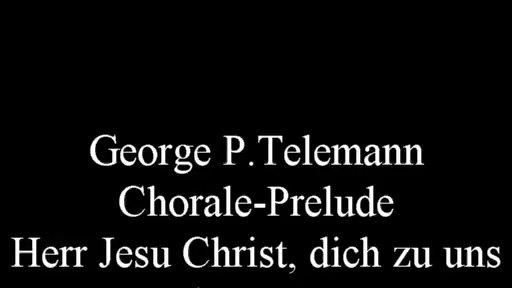 George P.Telemann
Chorale-Prelude
Herr Jesu Christ, dich zu uns